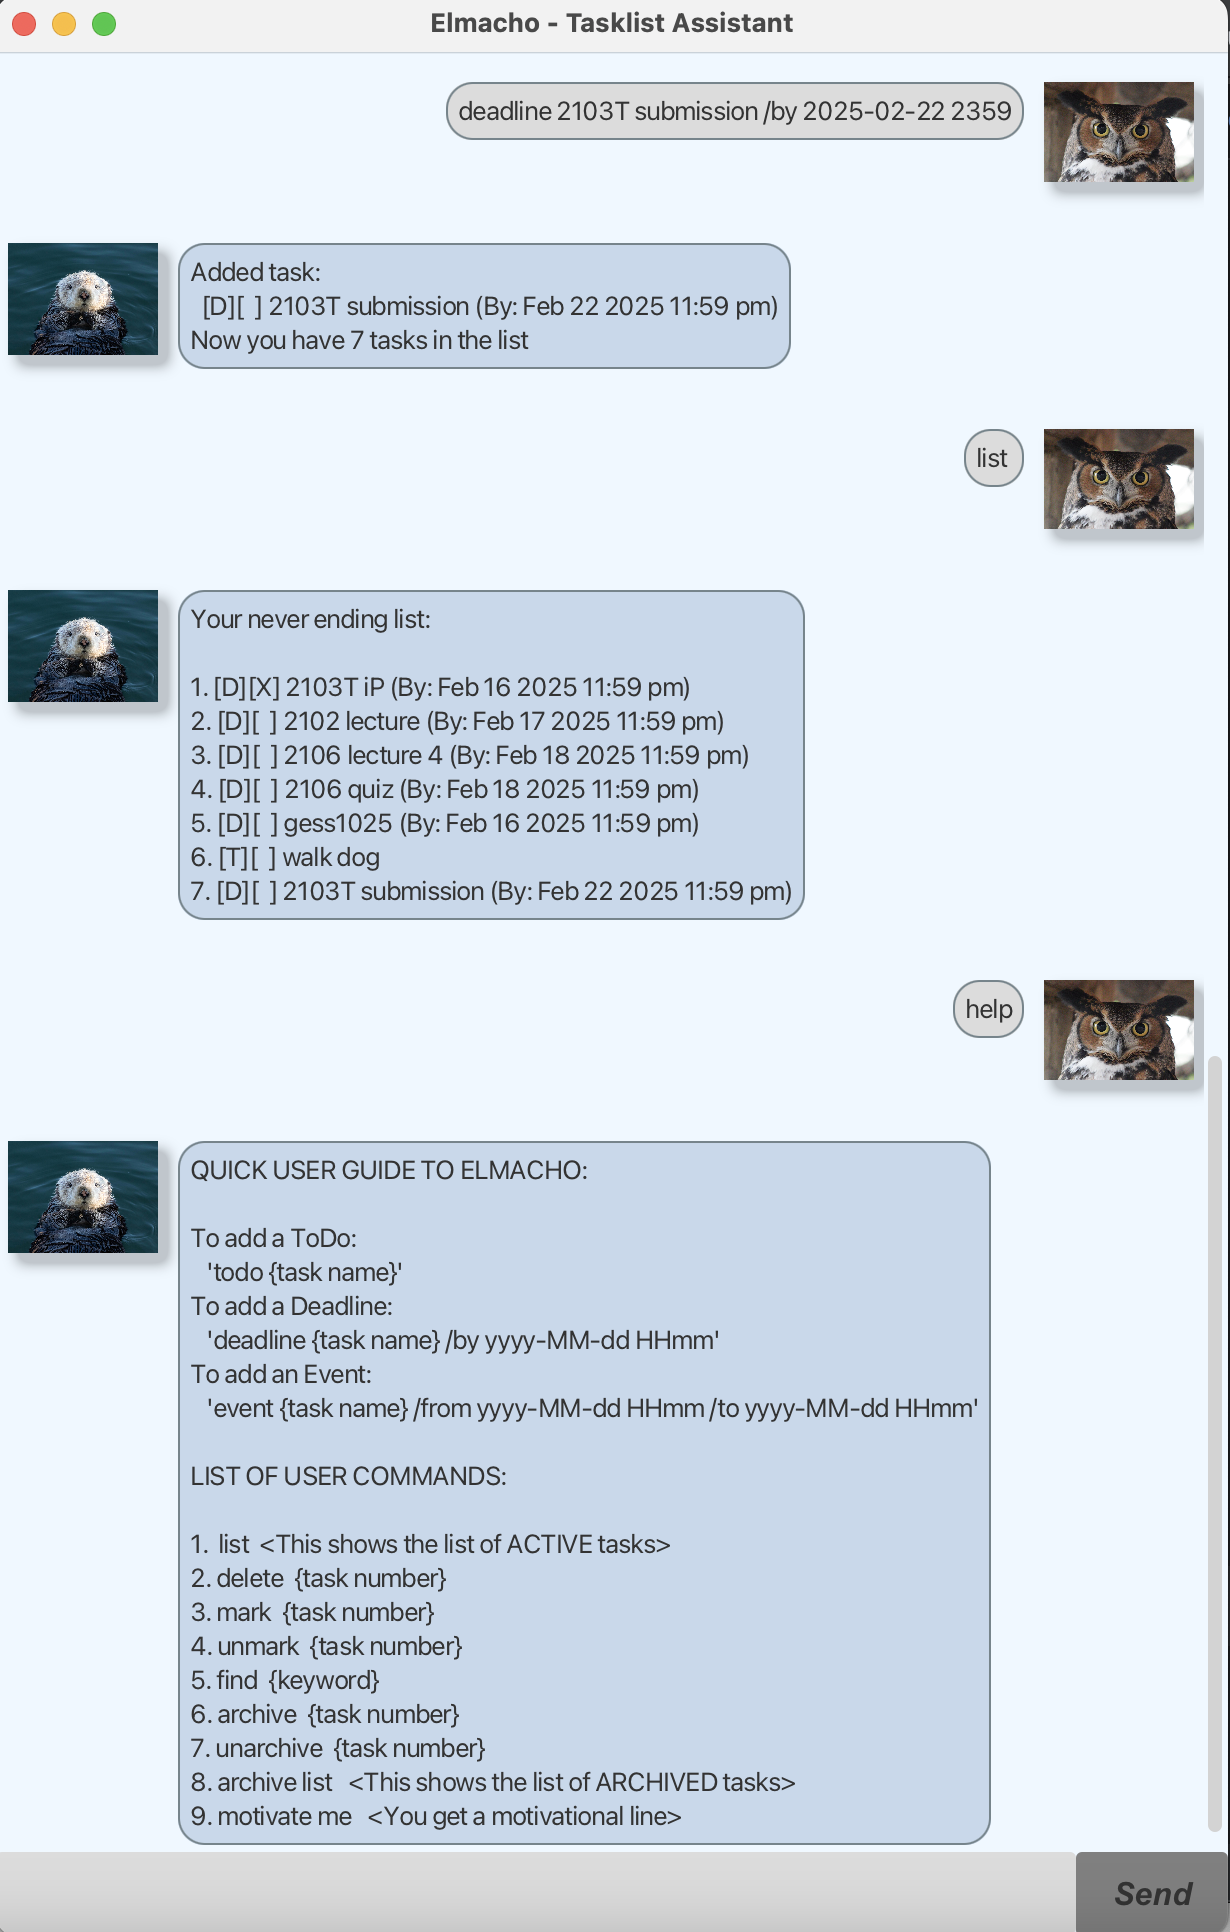 Elmacho - Tasklist Assistant
deadline 2103T submission /by 2025-02-22 2359
Added task:
[D][ ] 2103T submission (By: Feb 22 2025 11:59 pm)
Now you have 7 tasks in the list
list
Your never ending list:
1. [D][X] 2103T iP (By: Feb 16 2025 11:59 pm)
2. [D][ ] 2102 lecture (By: Feb 17 2025 11:59 pm)
3. [D][ ] 2106 lecture 4 (By: Feb 18 2025 11:59 pm)
4. [D][ ] 2106 quiz (By: Feb 18 2025 11:59 pm)
5. [D][ ] gess1025 (By: Feb 16 2025 11:59 pm)
6. [T][ ] walk dog
7. [D][ ] 2103T submission (By: Feb 22 2025 11:59 pm)
help
QUICK USER GUIDE TO ELMACHO:
To add a ToDo:
'todo {task name}'
To add a Deadline:
'deadline {task name} /by yyyy-MM-dd HHmm'
To add an Event:
'event {task name} /from yyyy-MM-dd HHmm /to yyyy-MM-dd HHmm'
LIST OF USER COMMANDS:
1. list <This shows the list of ACTIVE tasks>
2. delete {task number}
3. mark {task number}
4. unmark {task number}
5. find {keyword}
6. archive {task number}
7. unarchive {task number}
8. archive list <This shows the list of ARCHIVED tasks>
9. motivate me <You get a motivational line>
Send